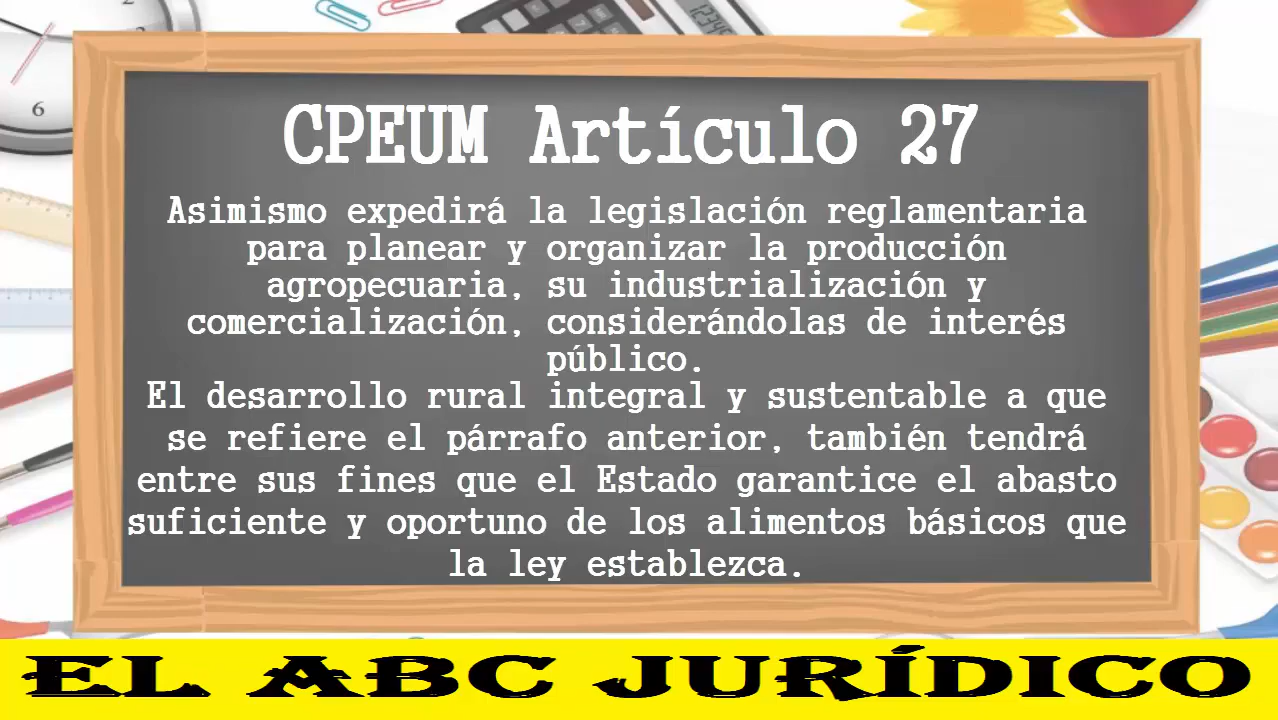 6
12345
CPEUM Artículo 27
Asimismo expedirá la legislación reglamentaria
para planear y organizar la producción
agropecuaria, su industrialización y
comercialización, considerándolas de interés
público.
El desarrollo rural integral y sustentable a que
se refiere el párrafo anterior, también tendrá
entre sus fines que el Estado garantice el abasto
suficiente y oportuno de los alimentos básicos que
la ley establezca.
EL ABC JURÍDICO